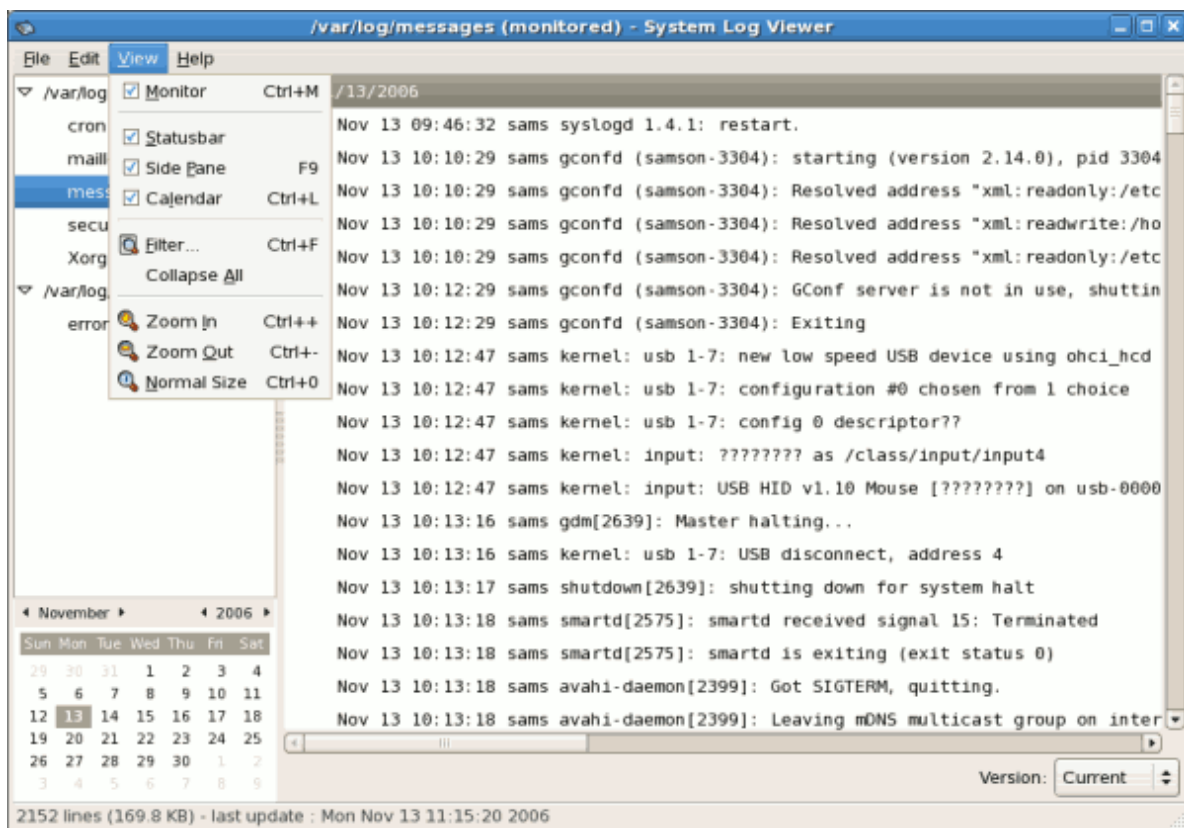 /var/log/messages (monitored) - System Log Viewer
File Edit View Help
/var/log
cron
maill
mess
secu
Xorg
/var/log
error
Monitor Ctrl+M
Statusbar
Side Pane F9
Calendar Ctrl+L
Filter... Ctrl+F
Collapse All
Zoom In Ctrl++
Zoom Out Ctrl+-
Normal Size Ctrl+0
/13/2006
Nov 13 09:46:32 sams syslogd 1.4.1: restart.
Nov 13 10:10:29 sams gconfd (samson-3304): starting (version 2.14.0), pid 3304
Nov 13 10:10:29 sams gconfd (samson-3304): Resolved address "xml:readonly:/etc
Nov 13 10:10:29 sams gconfd (samson-3304): Resolved address "xml:readwrite:/ho
Nov 13 10:10:29 sams gconfd (samson-3304): Resolved address "xml:readonly:/etc
Nov 13 10:12:29 sams gconfd (samson-3304): GConf server is not in use, shuttin
Nov 13 10:12:29 sams gconfd (samson-3304): Exiting
Nov 13 10:12:47 sams kernel: usb 1-7: new low speed USB device using ohci_hcd
Nov 13 10:12:47 sams kernel: usb 1-7: configuration #0 chosen from 1 choice
Nov 13 10:12:47 sams kernel: usb 1-7: config 0 descriptor??
Nov 13 10:12:47 sams kernel: input: ???????? as /class/input/input4
Nov 13 10:12:47 sams kernel: input: USB HID v1.10 Mouse [????????] on usb-0000
Nov 13 10:13:16 sams gdm[2639]: Master halting...
Nov 13 10:13:16 sams kernel: usb 1-7: USB disconnect, address 4
Nov 13 10:13:17 sams shutdown[2639]: shutting down for system halt
Nov 13 10:13:18 sams smartd[2575]: smartd received signal 15: Terminated
Nov 13 10:13:18 sams smartd[2575]: smartd is exiting (exit status 0)
Nov 13 10:13:18 sams avahi-daemon[2399]: Got SIGTERM, quitting.
Nov 13 10:13:18 sams avahi-daemon[2399]: Leaving mDNS multicast group on inter
November 2006
Sun Mon Tue Wed Thu Fri Sat
29 30 31 1 2 3 4
5 6 7 8 9 10 11
12 13 14 15 16 17 18
19 20 21 22 23 24 25
26 27 28 29 30 1 2
3 4 5 6 7 8 9
Version: Current
2152 lines (169.8 KB) - last update : Mon Nov 13 11:15:20 2006